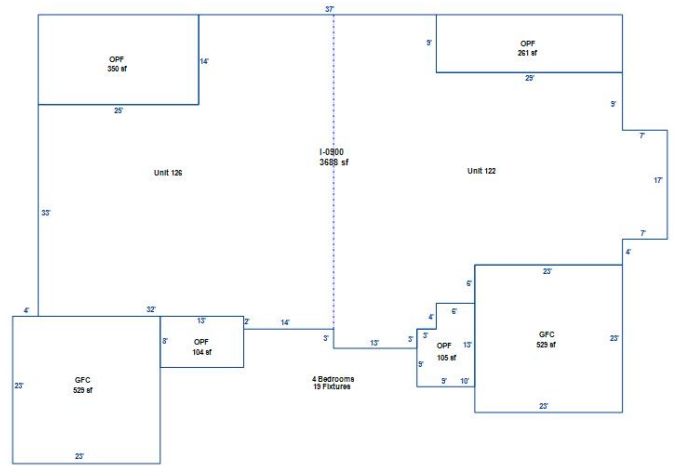 37'
OPF
350 sf
14'
9'
OPF
261 sf
25'
29'
9'
7'
I-0900
3688 sf
Unit 126
Unit 122
17'
33'
7'
4'
23'
6'
4'
32'
13'
2'
14'
4'
6'
3'
3'
13'
3'
8'
OPF
104 sf
OPF
105 sf
13'
GFC
529 sf
23'
9'
9'
10'
GFC
529 sf
23'
4 Bedrooms
19 Fixtures
23'
23'